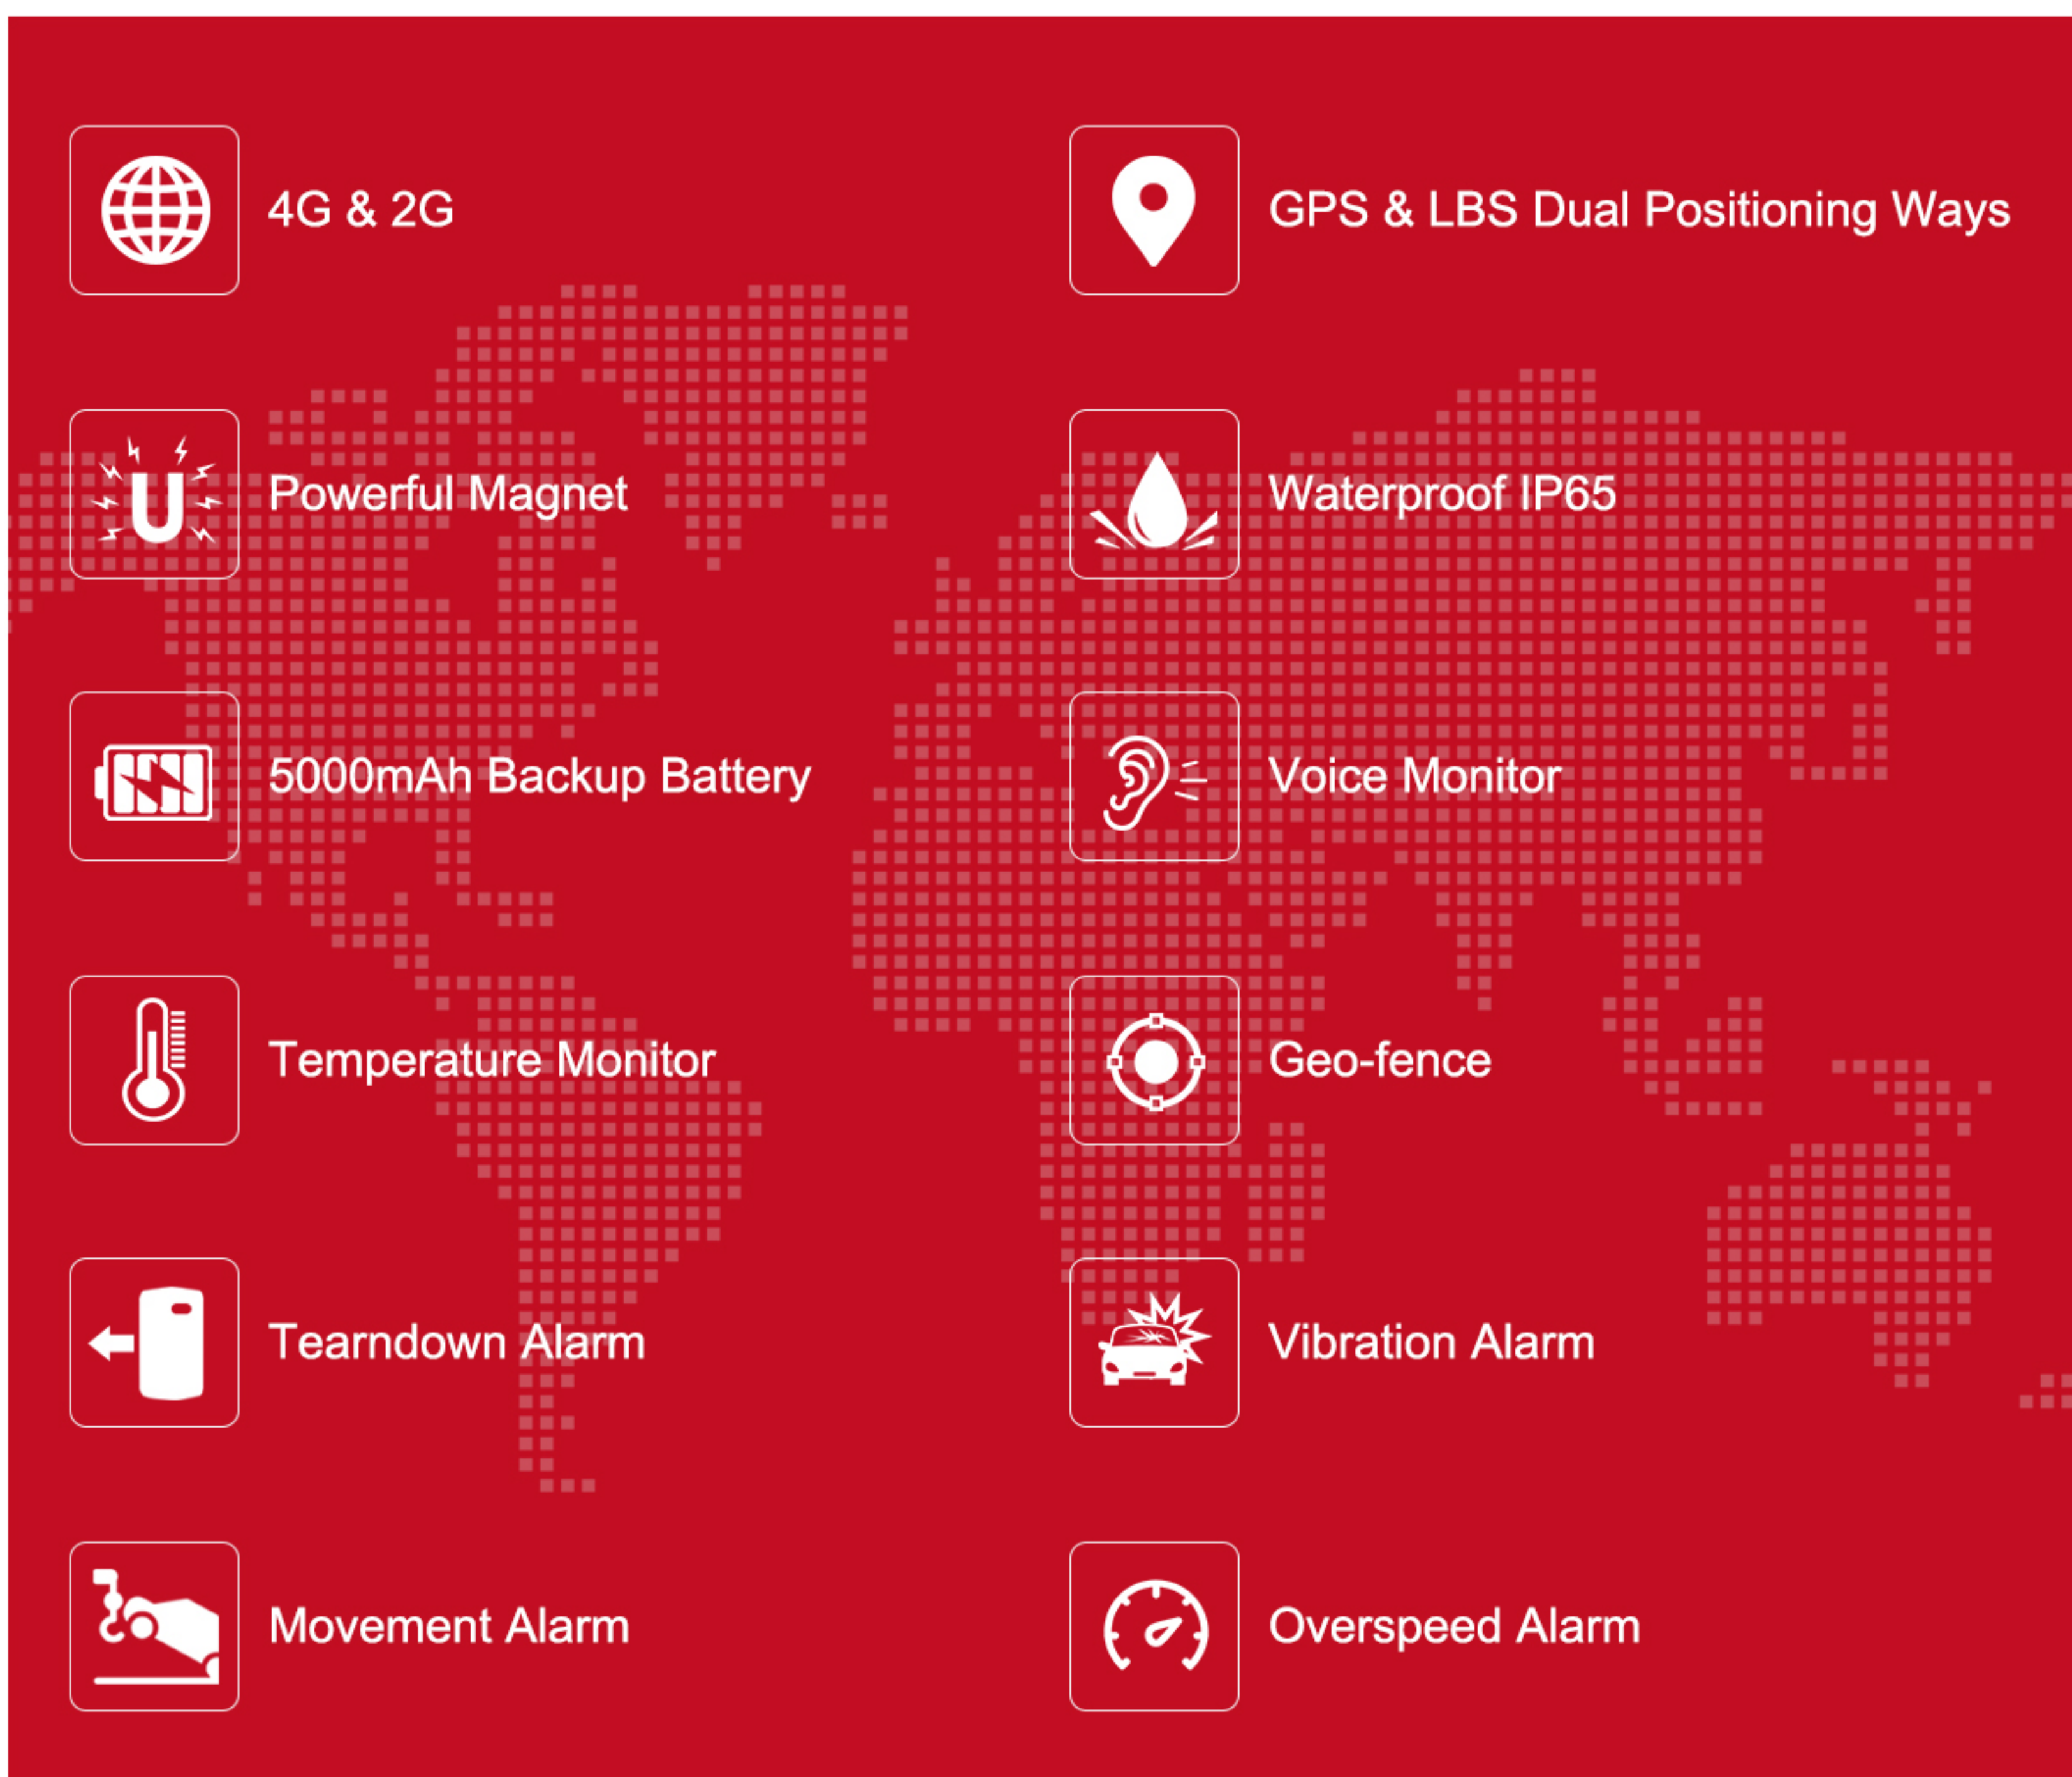 4G & 2G
GPS & LBS Dual Positioning Ways
Powerful Magnet
Waterproof IP65
5000mAh Backup Battery
Voice Monitor
Temperature Monitor
Geo-fence
Tearndown Alarm
Vibration Alarm
Movement Alarm
Overspeed Alarm